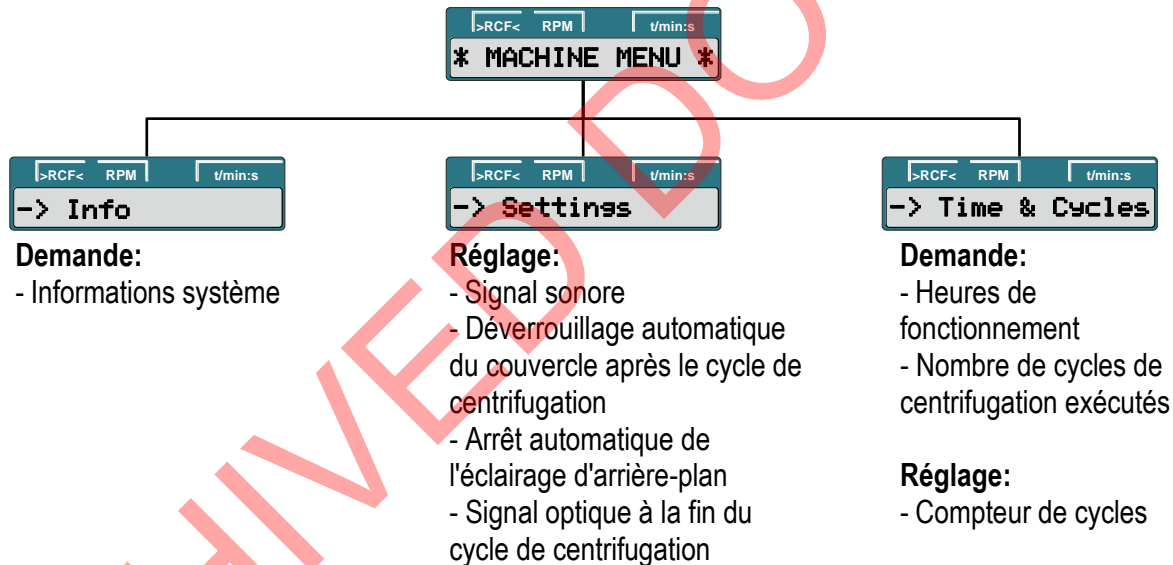 >RCF< RPM t/min:s
* MACHINE MENU *
>RCF< RPM t/min:s
-> Info
Demande:
- Informations système
>RCF< RPM t/min:s
-> Settings
Réglage:
- Signal sonore
- Déverrouillage automatique
du couvercle après le cycle de
centrifugation
- Arrêt automatique de
l'éclairage d'arrière-plan
- Signal optique à la fin du
cycle de centrifugation
>RCF< RPM t/min:s
-> Time & Cycles
Demande:
- Heures de
fonctionnement
- Nombre de cycles de
centrifugation exécutés
Réglage:
- Compteur de cycles